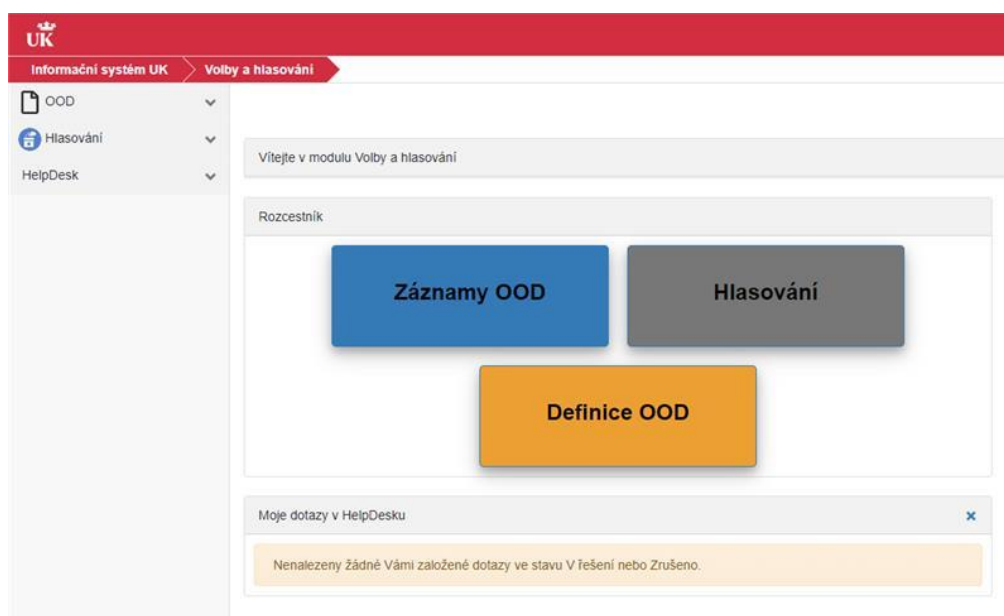 UK
Informační systém UK
Volby a hlasování
OOD
Hlasování
HelpDesk
Vítejte v modulu Volby a hlasování
Rozcestník
Záznamy OOD
Hlasování
Definice OOD
Moje dotazy v HelpDesku
Nenalezeny žádné Vámi založené dotazy ve stavu V řešení nebo Zrušeno.